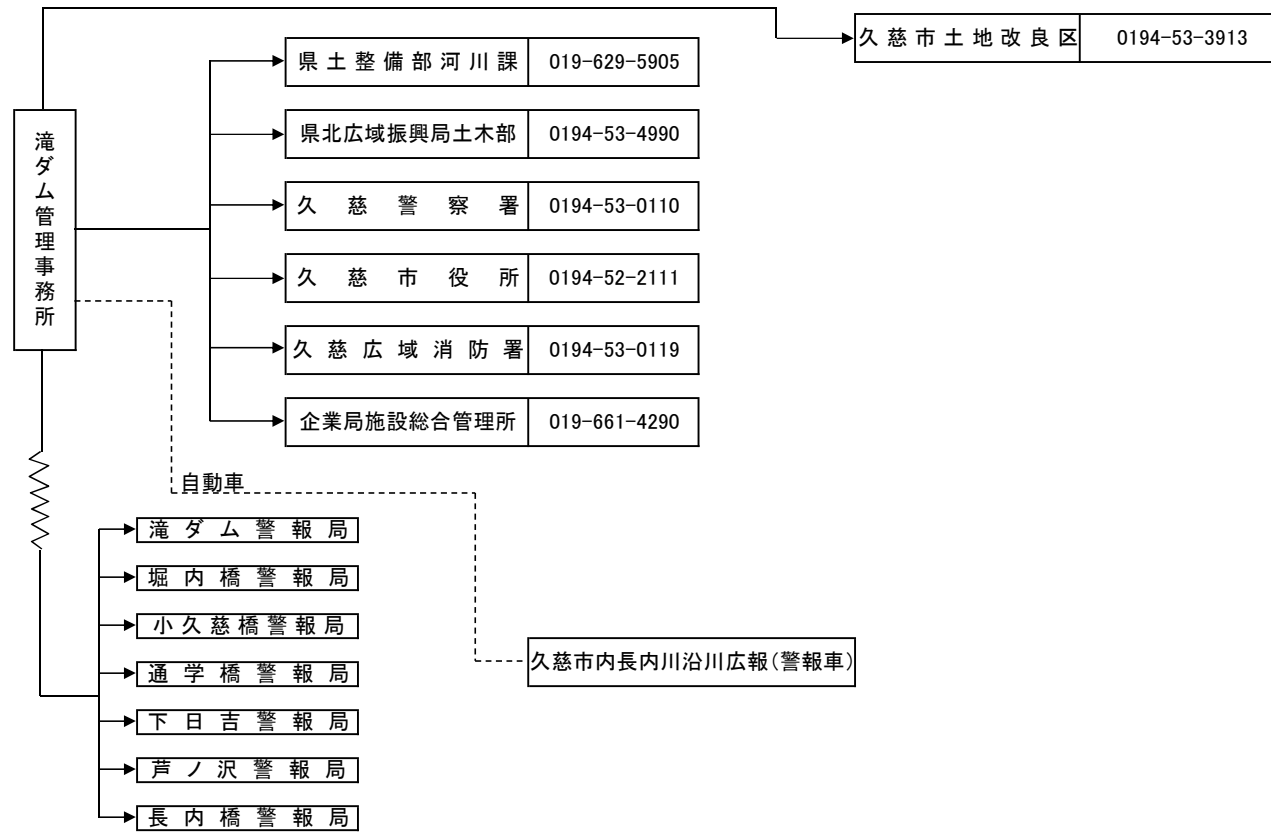 久慈市土地改良区 0194-53-3913
県土整備部河川課 019-629-5905
県北広域振興局土木部 0194-53-4990
滝ダム管理事務所
久慈警察署 0194-53-0110
久慈市役所 0194-52-2111
久慈広域消防署 0194-53-0119
企業局施設総合管理所 019-661-4290
自動車
滝ダム警報局
堀内橋警報局
小久慈橋警報局
通学橋警報局
下日吉警報局
芦ノ沢警報局
長内橋警報局
久慈市内長内川沿川広報(警報車)